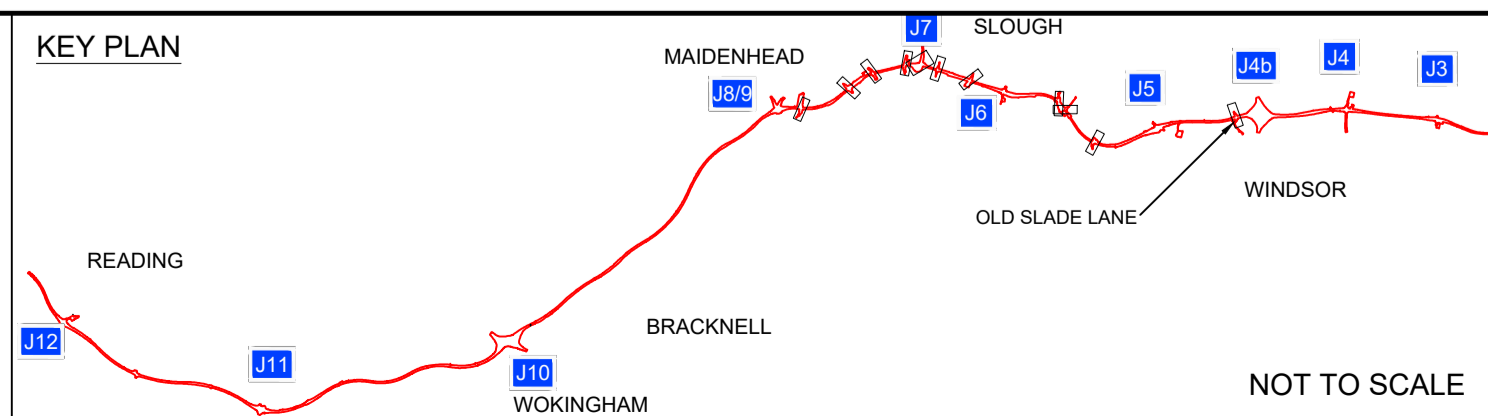 KEY PLAN
J7
SLOUGH
MAIDENHEAD
J8/9
J6
J5
J4b
J4
J3
WINDSOR
OLD SLADE LANE
READING
BRACKNELL
J12
J11
J10
WOKINGHAM
NOT TO SCALE